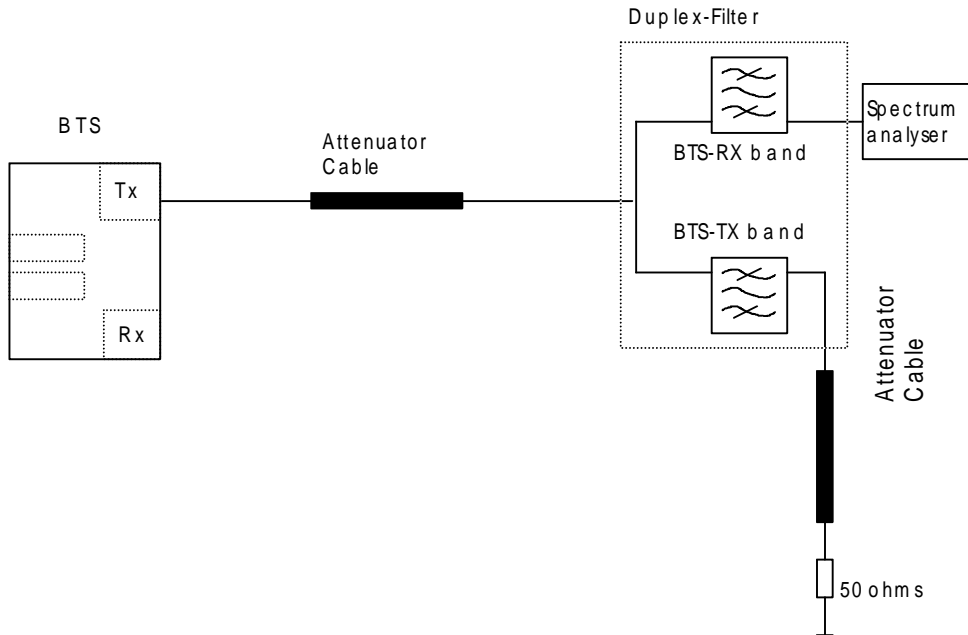 Duplex-Filter
BTS
Tx
Rx
Attenuator
Cable
BTS-RX band
Spectrum
analyser
BTS-TX band
Attenuator
Cable
50 ohms